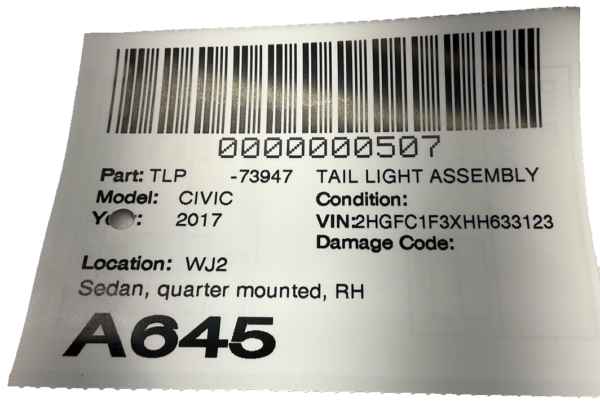 0000000507
Part: TLP -73947 TAIL LIGHT ASSEMBLY
Model: CIVIC Condition:
Year: 2017 VIN:2HGFC1F3XHH633123
Damage Code:
Location: WJ2
Sedan, quarter mounted, RH
A645